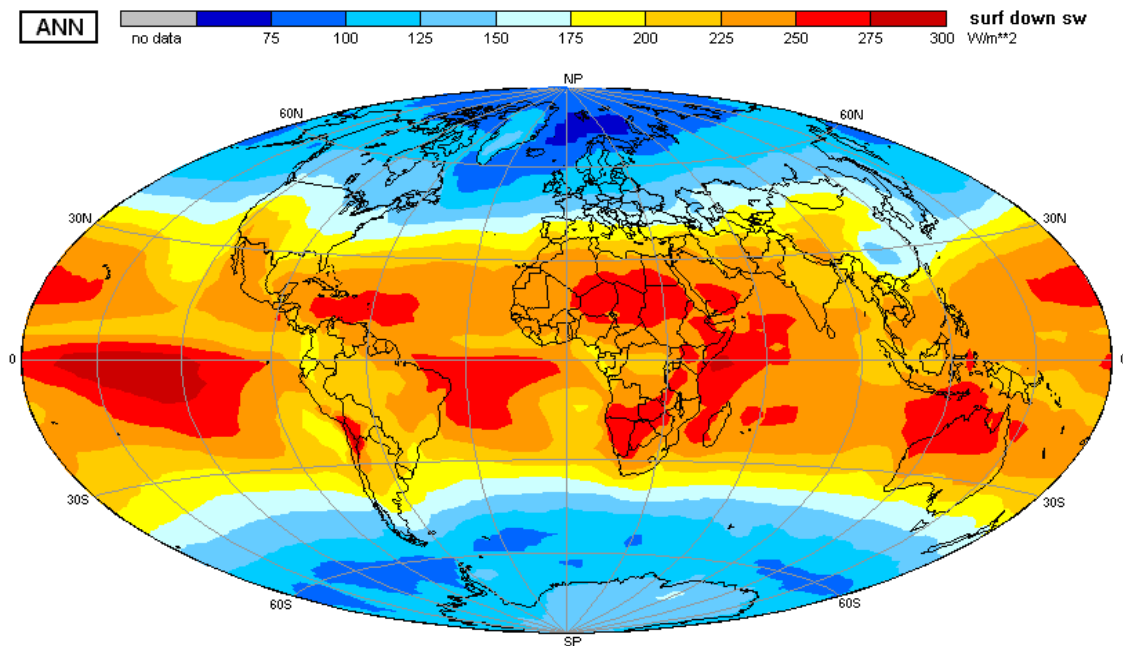 ANN
surf down sw
no data 75 100 125 150 175 200 225 250 275 300 W/m**2
NP
60N 60N
30N 30N
0 0
30S 30S
60S 60S
SP